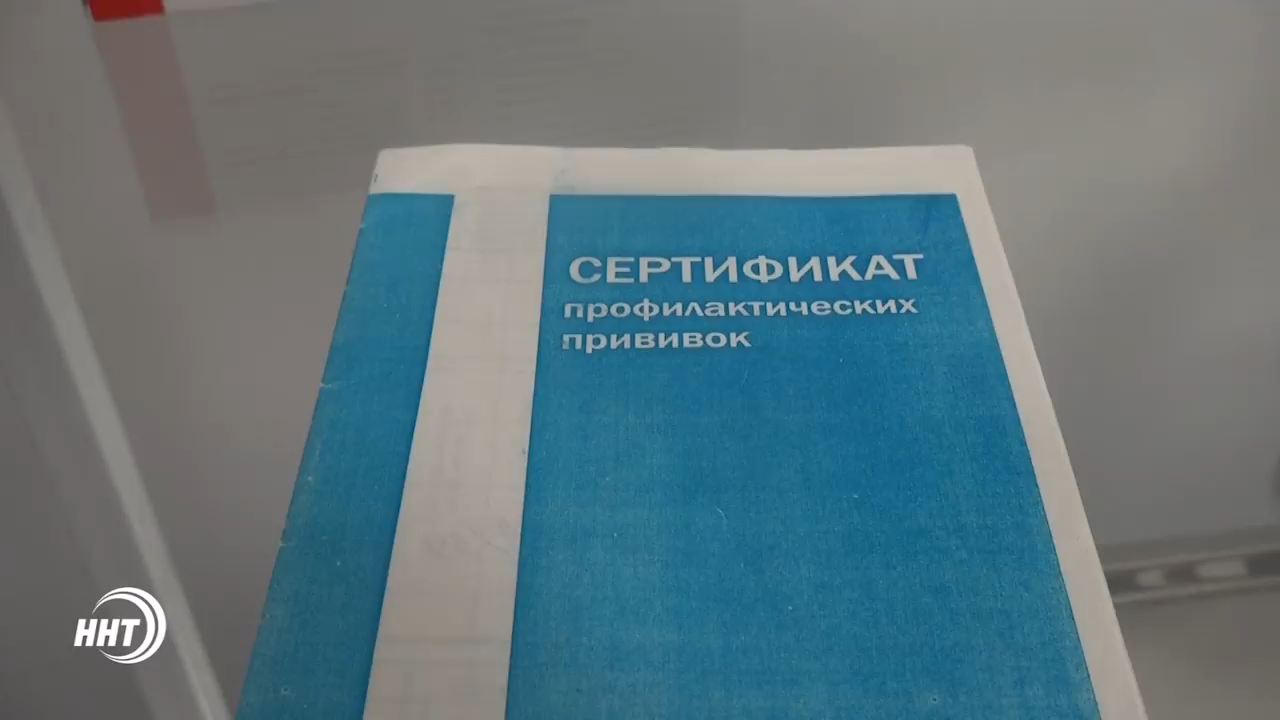 СЕРТИФИКАТ
профилактических
прививок
ННТ